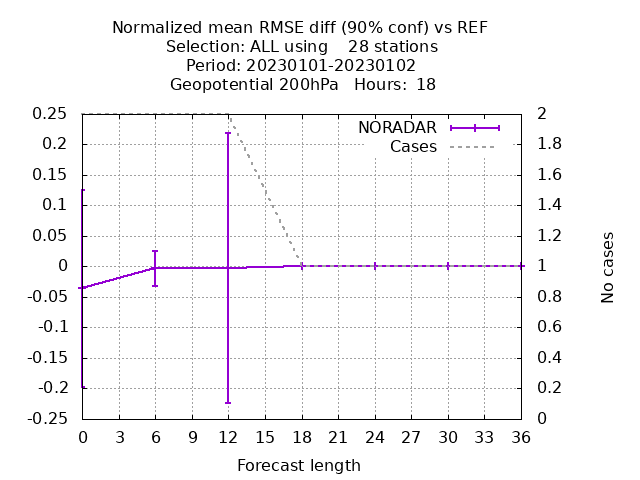 Normalized mean RMSE diff (90% conf) vs REF
Selection: ALL using    28 stations
Period: 20230101-20230102
Geopotential 200hPa   Hours:  18
NORADAR
Cases
0.25
0.2
0.15
0.1
0.05
0
-0.05
-0.1
-0.15
-0.2
-0.25
2
1.8
1.6
1.4
1.2
1
0.8
0.6
0.4
0.2
0
No cases
0 3 6 9 12 15 18 21 24 27 30 33 36
Forecast length